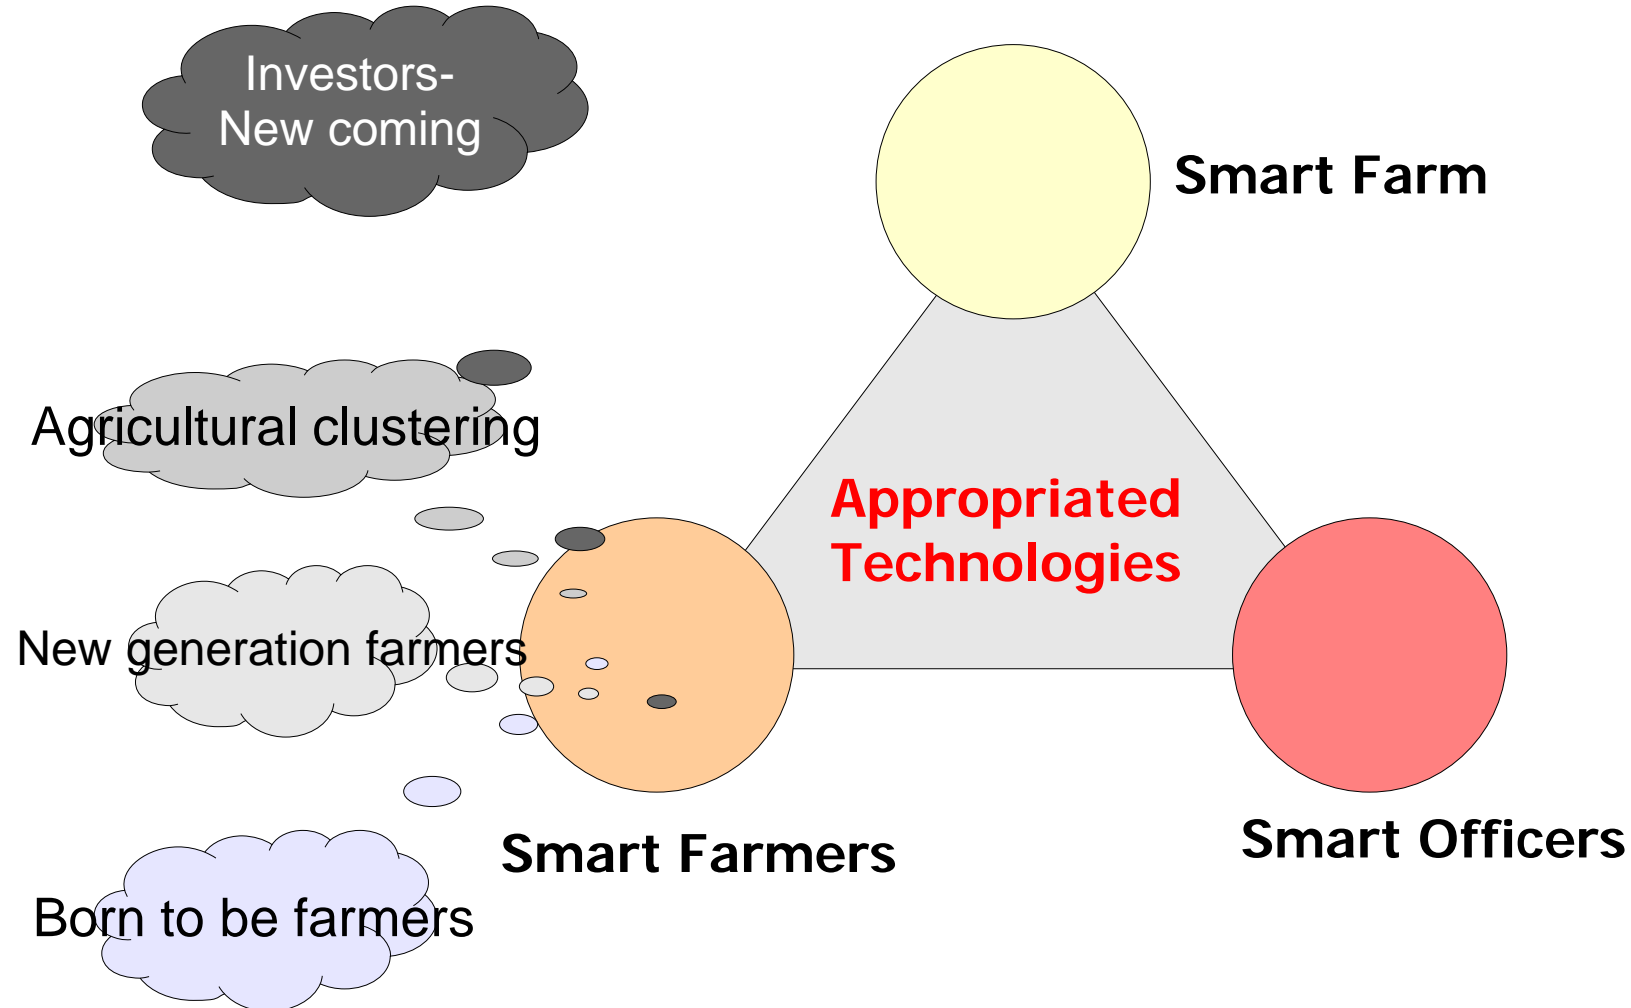 Investors-
New coming
Smart Farm
Agricultural clustering
Appropriated
Technologies
New generation farmers
Smart Farmers
Smart Officers
Born to be farmers